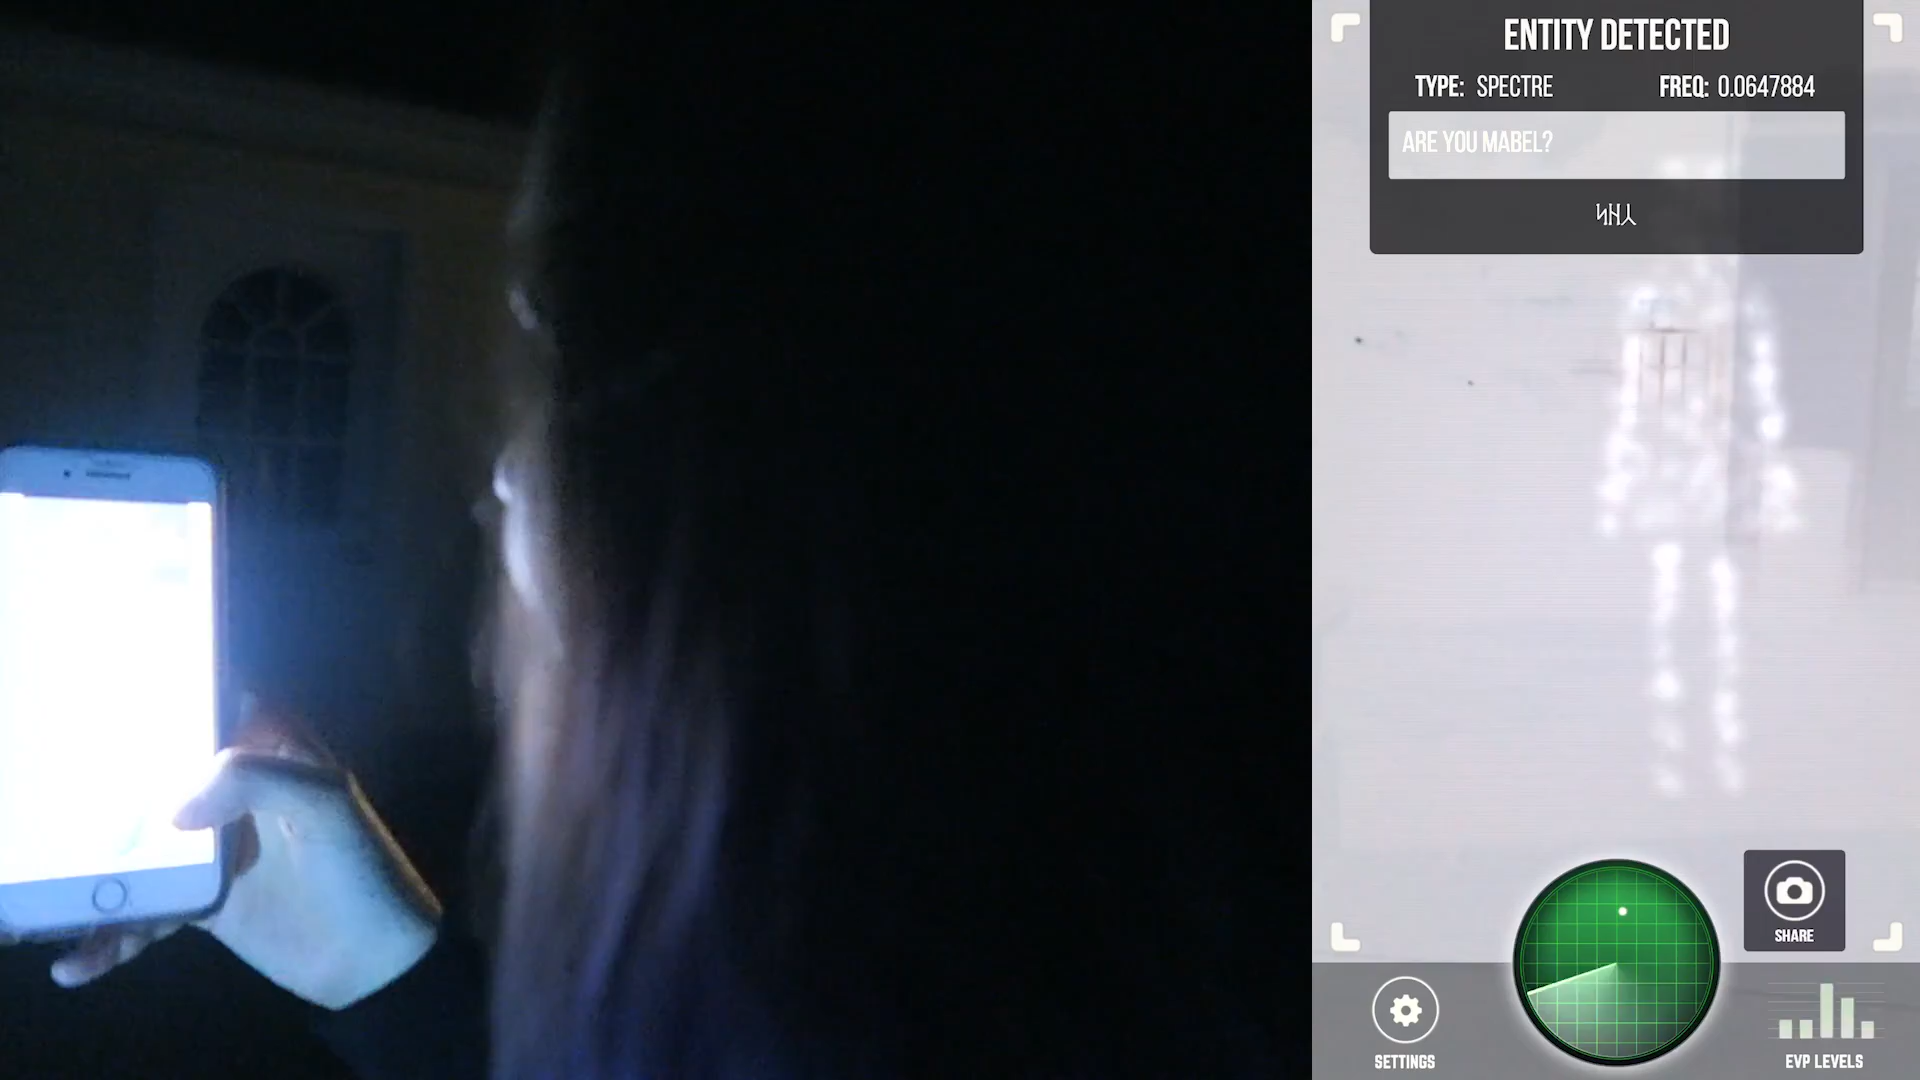 ENTITY DETECTED
TYPE: SPECTRE FREQ: 0.0647884
ARE YOU MABEL?
SHARE
SETTINGS
EVP LEVELS